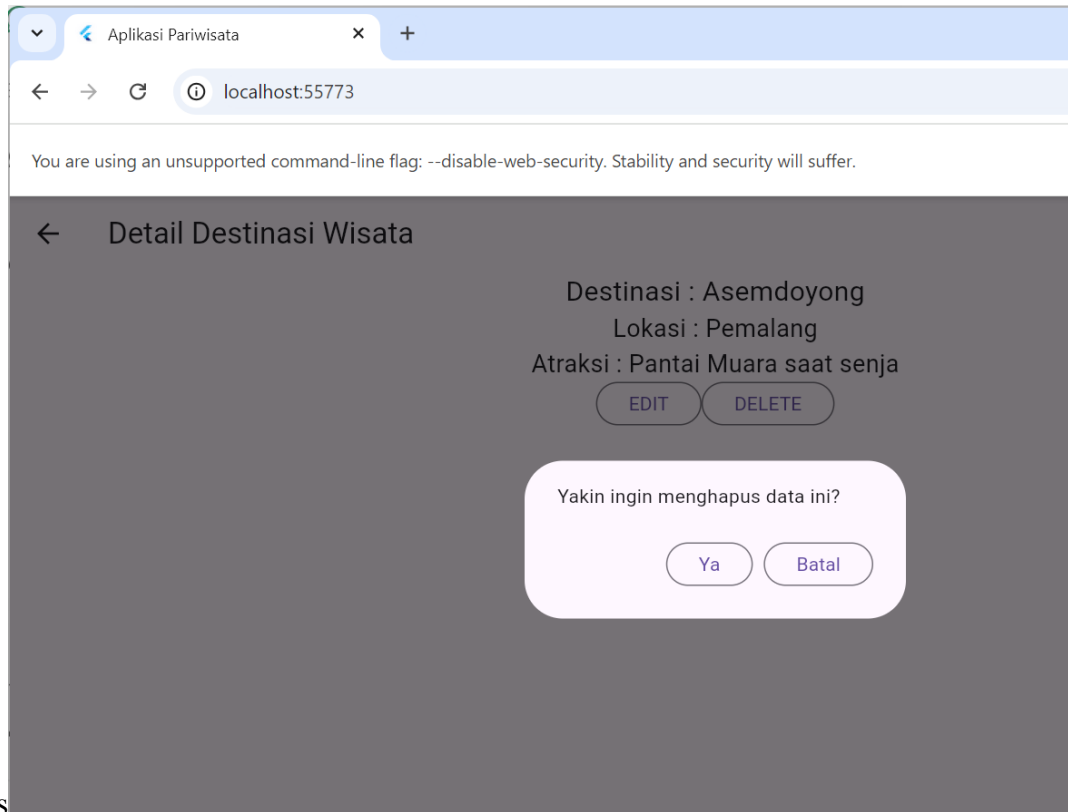 Aplikasi Pariwisata
localhost:55773
You are using an unsupported command-line flag: --disable-web-security. Stability and security will suffer.
Detail Destinasi Wisata
Destinasi : Asemdoyong
Lokasi : Pemalang
Atraksi : Pantai Muara saat senja
EDIT DELETE
Yakin ingin menghapus data ini?
Ya Batal
s